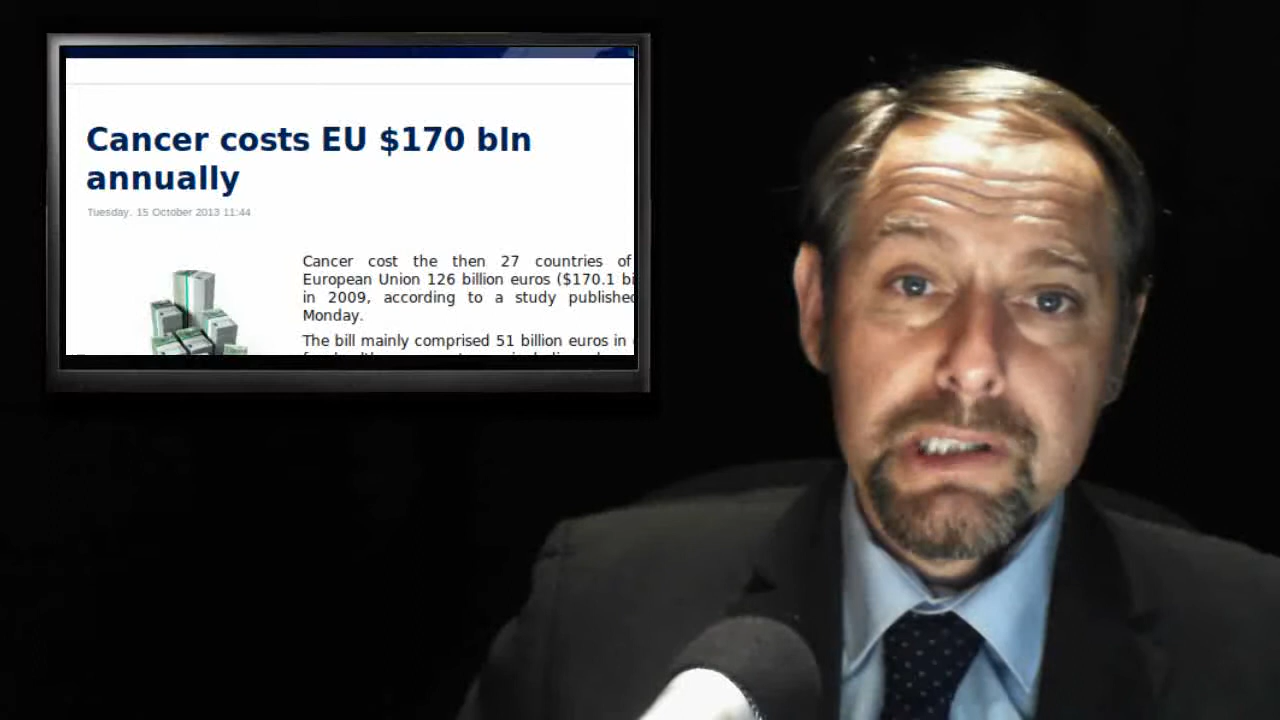 Cancer costs EU $170 bln
annually
Tuesday, 15 October 2013 11:44
Cancer cost the then 27 countries of
European Union 126 billion euros ($170.1
in 2009, according to a study published
Monday.
The bill mainly comprised 51 billion euros in